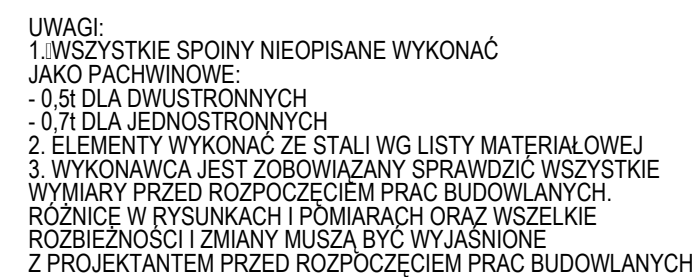 UWAGI:
1.▯WSZYSTKIE SPOINY NIEOPISANE WYKONAĆ
JAKO PACHWINOWE:
- 0,5t DLA DWUSTRONNYCH
- 0,7t DLA JEDNOSTRONNYCH
2. ELEMENTY WYKONAĆ ZE STALI WG LISTY MATERIAŁOWEJ
3. WYKONAWCA JEST ZOBOWIĄZANY SPRAWDZIĆ WSZYSTKIE
WYMIARY PRZED ROZPOCZĘCIEM PRAC BUDOWLANYCH.
RÓŻNICE W RYSUNKACH I POMIARACH ORAZ WSZELKIE
ROZBIEŻNOŚCI I ZMIANY MUSZĄ BYĆ WYJAŚNIONE
Z PROJEKTANTEM PRZED ROZPOCZĘCIEM PRAC BUDOWLANYCH